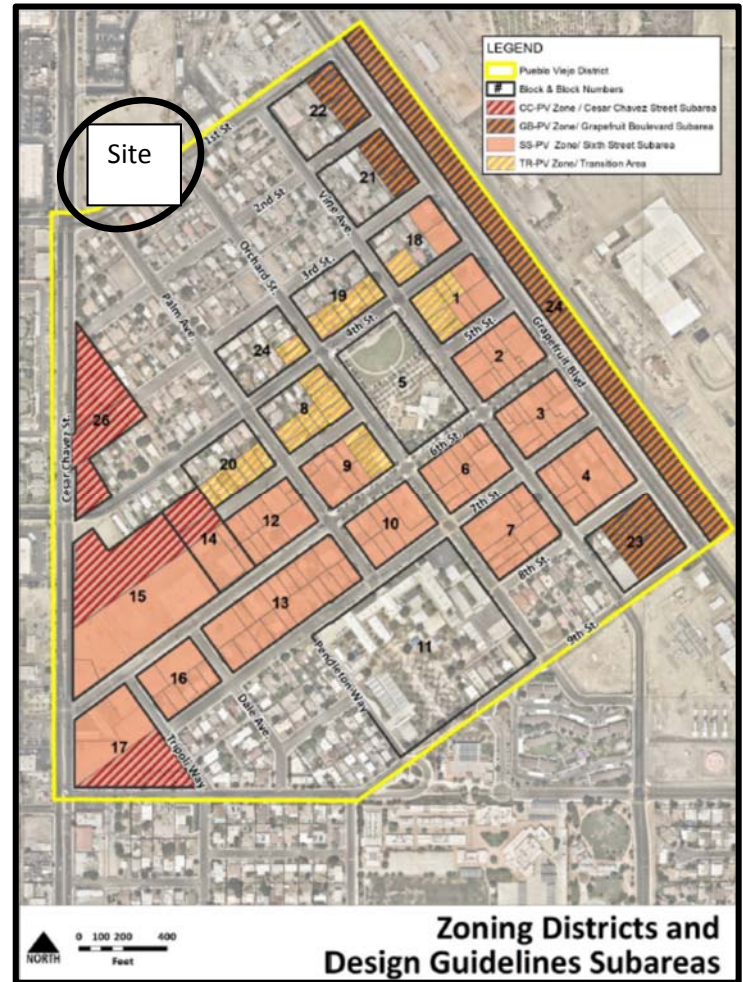 LEGEND
Pueblo Viejo District
# Block & Block Numbers
CC-PV Zone / Cesar Chavez Street Subarea
GB-PV Zone/ Grapefruit Boulevard Subarea
SS-PV Zone/ Sixth Street Subarea
TR-PV Zone/ Transition Area
Site
1st St
22
2nd St
21
Vine Ave.
Orchard St.
18
3rd St.
Palm Ave
19
1
24
4th St.
5th St.
Grapefruit Blvd
24
2
5
8
3
25
Cesar Chavez St.
20
9
6th St.
6
4
14
12
10
7th St.
7
23
15
13
8th St.
9th St.
11
16
Pendleton Way
Dale Ave.
17
Tripoli Way
NORTH
0 100 200 400
Feet
Zoning Districts and
Design Guidelines Subareas